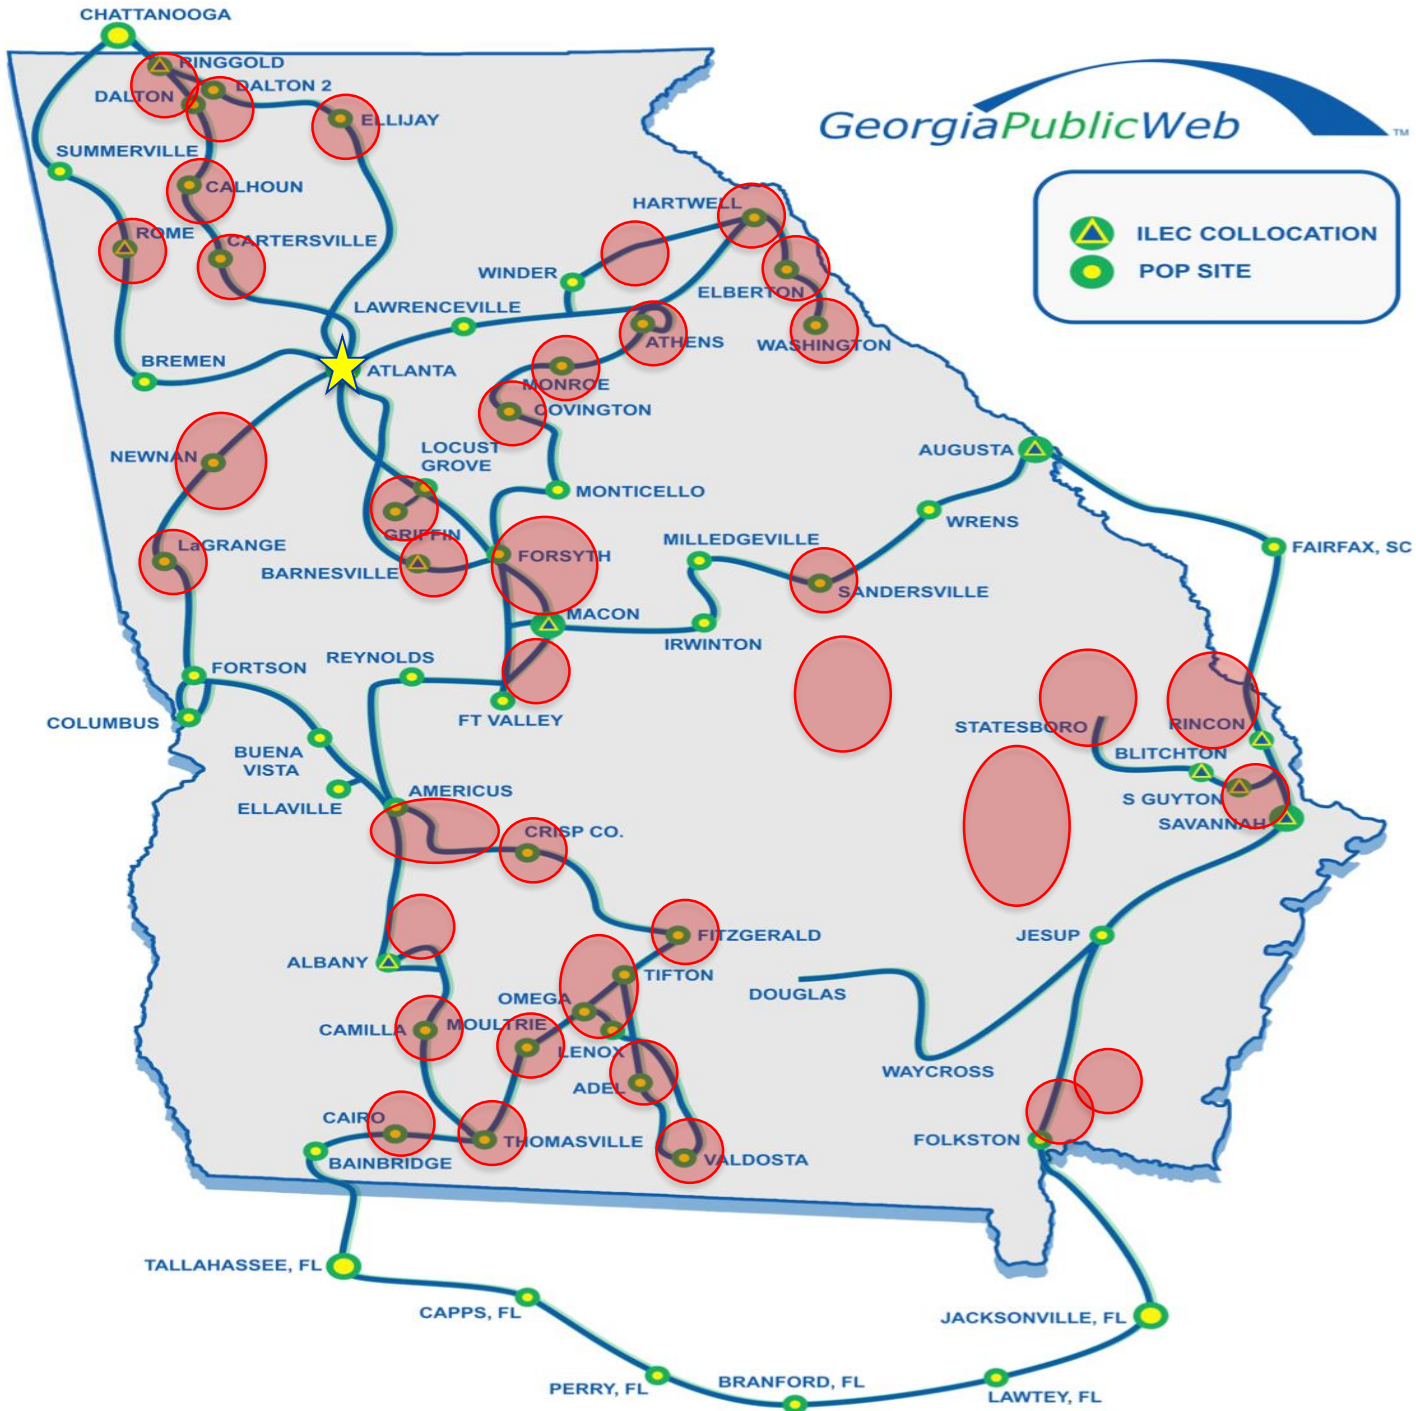 CHATTANOOGA
RINGGOLD
DALTON
DALTON 2
ELLIJAY
GeorgiaPublicWeb
TM
SUMMERVILLE
CALHOUN
HARTWELL
ILEC COLLOCATION
POP SITE
ROME
CARTERSVILLE
WINDER
ELBERTON
LAWRENCEVILLE
ATHENS
WASHINGTON
BREMEN
ATLANTA
MONROE
COVINGTON
NEWNAN
LOCUST
GROVE
AUGUSTA
MONTICELLO
WRENS
GRIFFIN
LaGRANGE
BARNESVILLE
FORSYTH
MILLEDGEVILLE
FAIRFAX, SC
SANDERSVILLE
MACON
IRWINTON
REYNOLDS
FORTSON
COLUMBUS
FT VALLEY
STATESBORO
RINCON
BUENA
VISTA
BLITCHTON
ELLAVILLE
AMERICUS
S GUYTON
SAVANNAH
CRISP CO.
FITZGERALD
JESUP
ALBANY
TIFTON
DOUGLAS
OMEGA
CAMILLA
MOULTRIE
LENOX
WAYCROSS
ADEL
CAIRO
THOMASVILLE
FOLKSTON
BAINBRIDGE
VALDOSTA
TALLAHASSEE, FL
CAPPS, FL
JACKSONVILLE, FL
PERRY, FL
BRANFORD, FL
LAWTEY, FL